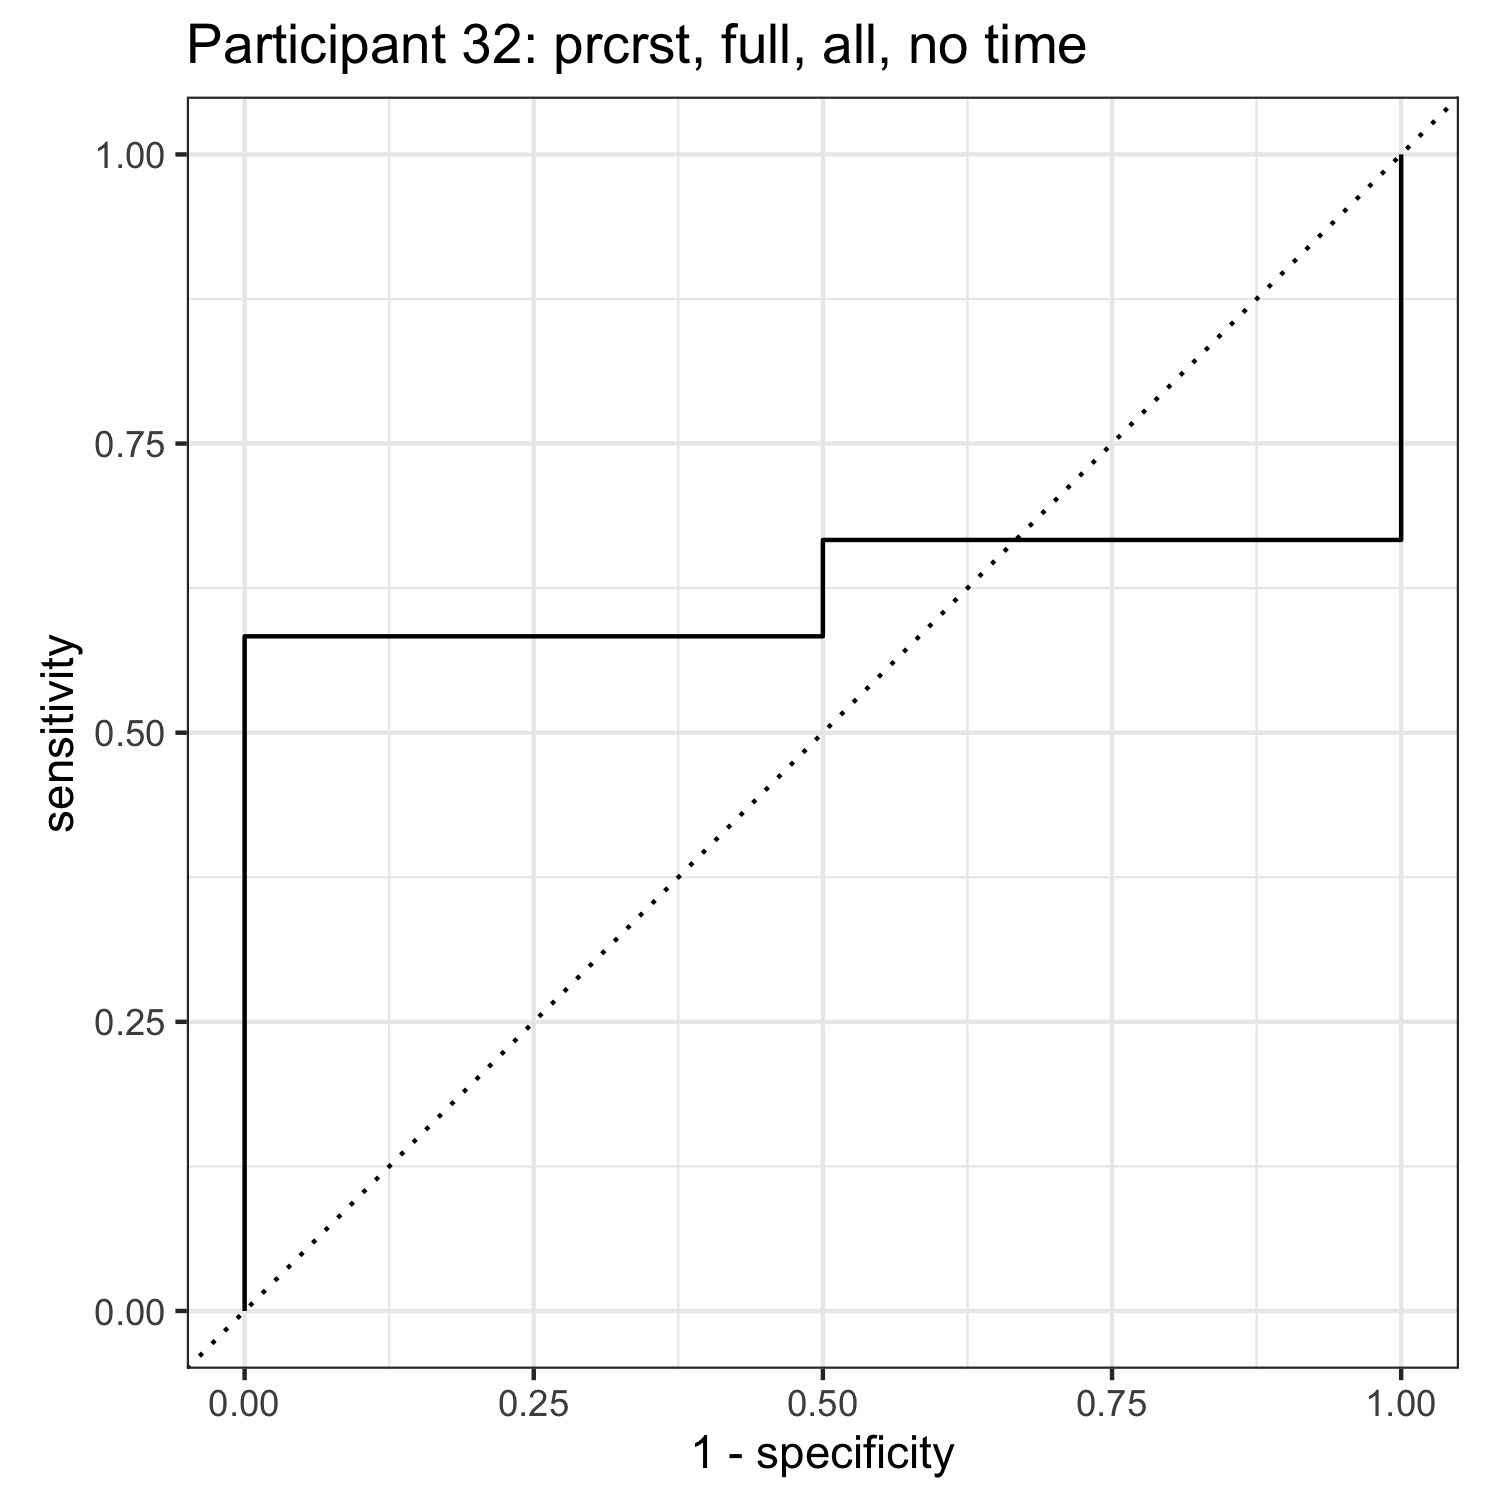 Participant 32: prcrst, full, all, no time
1.00
0.75
0.50
0.25
0.00
sensitivity
0.00 0.25 0.50 0.75 1.00
1 - specificity